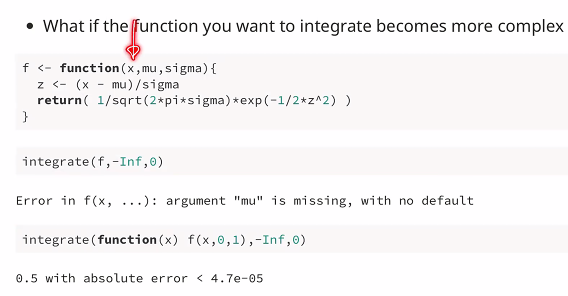 • What if the function you want to integrate becomes more complex
f <- function(x,mu,sigma){
z <- (x - mu)/sigma
return( 1/sqrt(2*pi*sigma)*exp(-1/2*z^2) )
}
integrate(f,-Inf,0)
Error in f(x, ...): argument "mu" is missing, with no default
integrate(function(x) f(x,0,1),-Inf,0)
0.5 with absolute error < 4.7e-05